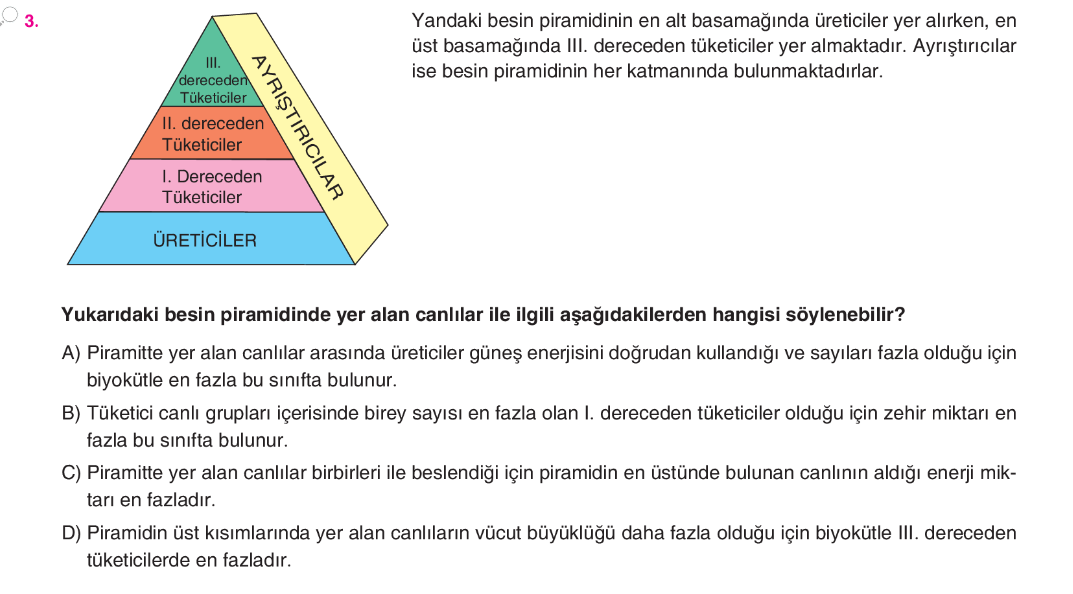 3.
Yandaki besin piramidinin en alt basamağında üreticiler yer alırken, en
üst basamağında III. dereceden tüketiciler yer almaktadır. Ayrıştırıcılar
ise besin piramidinin her katmanında bulunmaktadırlar.
III.
dereceden
Tüketiciler
II. dereceden
Tüketiciler
I. Dereceden
Tüketiciler
ÜRETİCİLER
AYRIŞTIRICILAR
Yukarıdaki besin piramidinde yer alan canlılar ile ilgili aşağıdakilerden hangisi söylenebilir?
A) Piramitte yer alan canlılar arasında üreticiler güneş enerjisini doğrudan kullandığı ve sayıları fazla olduğu için
biyokütle en fazla bu sınıfta bulunur.
B) Tüketici canlı grupları içerisinde birey sayısı en fazla olan I. dereceden tüketiciler olduğu için zehir miktarı en
fazla bu sınıfta bulunur.
C) Piramitte yer alan canlılar birbirleri ile beslendiği için piramidin en üstünde bulunan canlının aldığı enerji mik-
tarı en fazladır.
D) Piramidin üst kısımlarında yer alan canlıların vücut büyüklüğü daha fazla olduğu için biyokütle III. dereceden
tüketicilerde en fazladır.